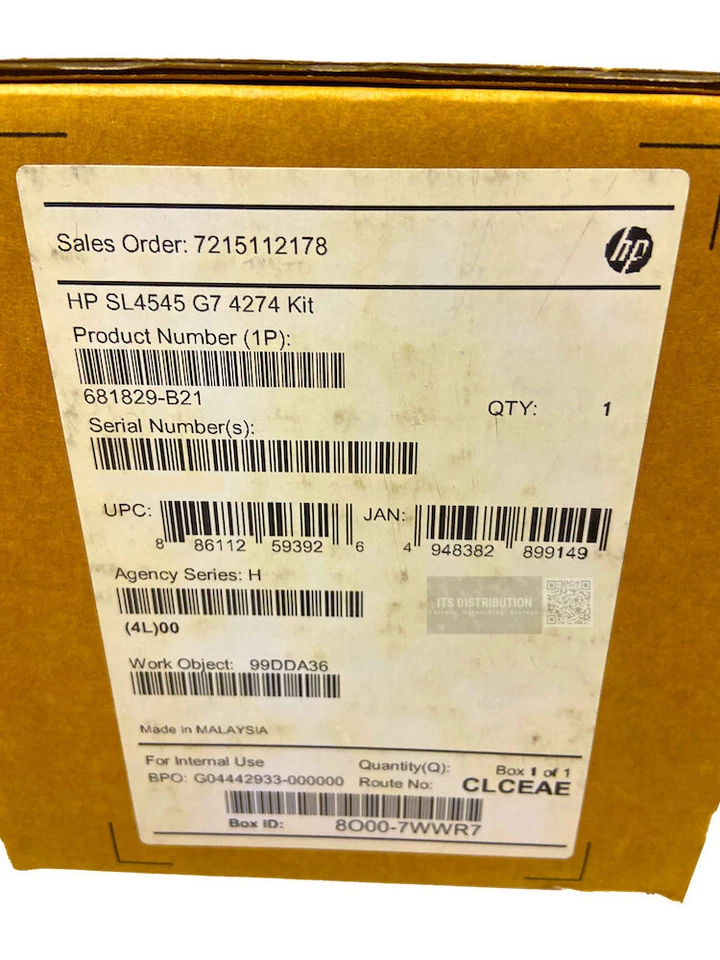 Sales Order: 7215112178
hp
HP SL4545 G7 4274 Kit
Product Number (1P):
681829-B21
QTY: 1
Serial Number(s):
UPC: 8 86112 59392 6 JAN: 4 948382 899149
Agency Series: H
(4L)00
ITS DISTRIBUTION
Servers, Networking, Storage
Work Object: 99DDA36
Made in MALAYSIA
For Internal Use Quantity(Q): Box 1 of 1
BPO: G04442933-000000 Route No: CLCEAE
Box ID: 8O00-7WWR7